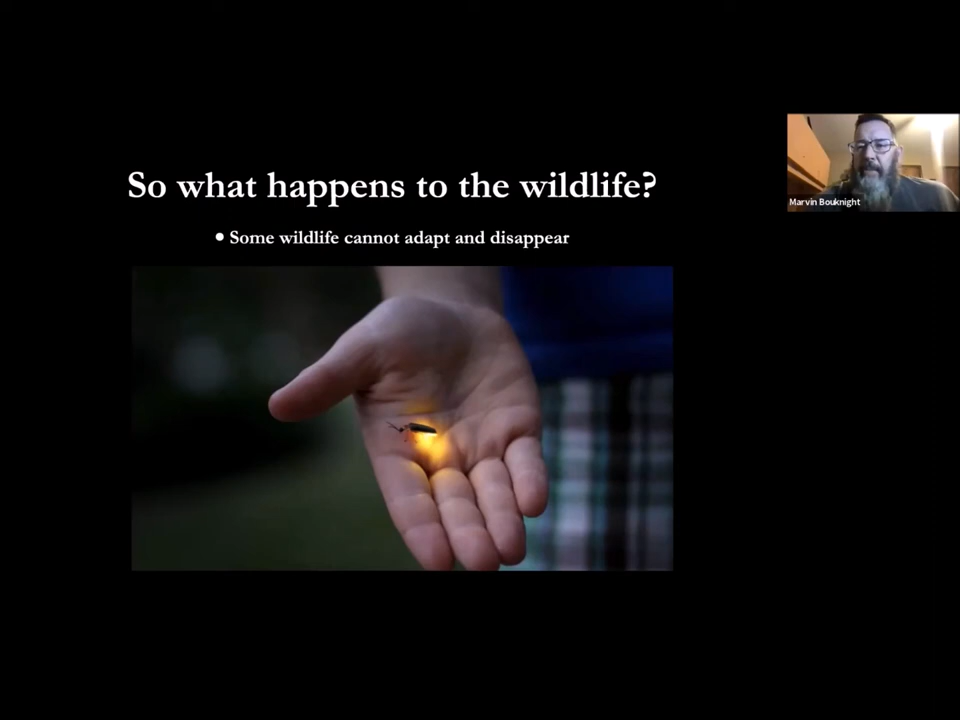 So what happens to the wildlife?
• Some wildlife cannot adapt and disappear
Marvin Bouknight